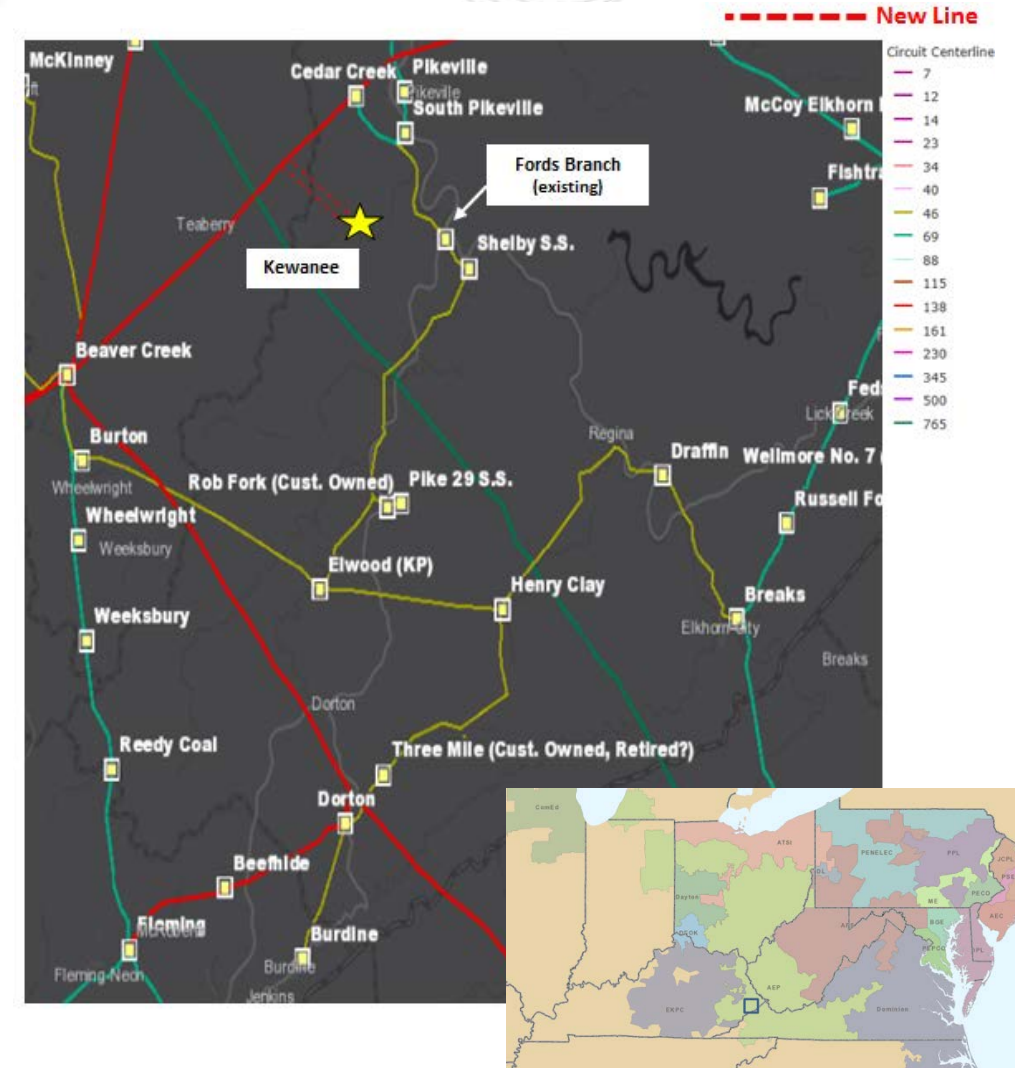 New Line
Circuit Centerline
7
12
14
23
34
40
46
69
88
115
138
161
230
345
500
765
McKinney
Cedar Creek
Pikeville
Pikeville
South Pikeville
McCoy Elkhorn
Fishtra
Fords Branch
(existing)
Teaberry
Shelby S.S.
Kewanee
Beaver Creek
Feds
Lick Creek
Burton
Regina
Draffin
Wellmore No. 7 (
Wheelwright
Rob Fork (Cust. Owned)
Pike 29 S.S.
Russell Fo
Wheelwright
Weeksbury
Elwood (KP)
Henry Clay
Breaks
Weeksbury
Elkhorn City
Breaks
Dorton
Reedy Coal
Three Mile (Cust. Owned, Retired?)
Dorton
Beefhide
Fleming
Burdine
Fleming-Neon
Burdine
Jenkins
ComEd
ATSI
PENELEC
PPL
JCPL
Dayton
ME
PECO
BGE
AEC
PEPCO
DPL
EKPC
AEP
Dominion